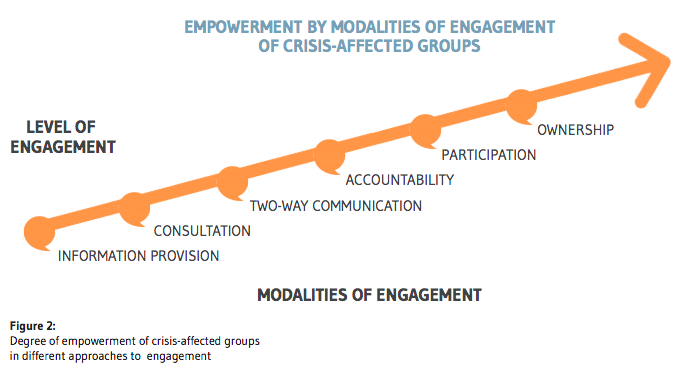 EMPOWERMENT BY MODALITIES OF ENGAGEMENT
OF CRISIS-AFFECTED GROUPS
LEVEL OF
ENGAGEMENT
OWNERSHIP
PARTICIPATION
ACCOUNTABILITY
TWO-WAY COMMUNICATION
CONSULTATION
INFORMATION PROVISION
MODALITIES OF ENGAGEMENT
Figure 2:
Degree of empowerment of crisis-affected groups
in different approaches to engagement